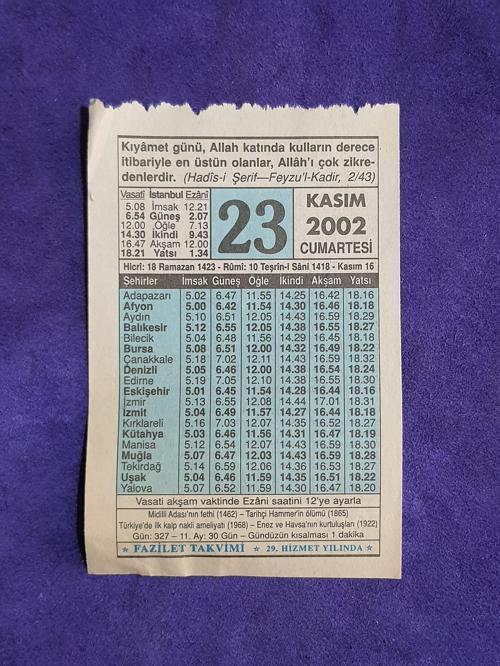 Kıyâmet günü, Allah katında kulların derece
itibariyle en üstün olanlar, Allâh'ı çok zikre-
denlerdir. (Hadîs-i Şerif—Feyzu'l-Kadir, 2/43)
Vasatî İstanbul Ezânî
5.08 İmsak 12.21
6.54 Güneş 2.07
12.00 Öğle 7.13
14.30 İkindi 9.43
16.47 Akşam 12.00
18.21 Yatsı 1.34
23
KASIM
2002
CUMARTESİ
Hicrî: 18 Ramazan 1423 - Rûmî: 10 Teşrîn-i Sâni 1418 - Kasım 16
Şehirler İmsak Güneş Öğle İkindi Akşam Yatsı
Adapazarı 5.02 6.47 11.55 14.25 16.42 18.16
Afyon 5.00 6.42 11.54 14.30 16.46 18.18
Aydın 5.10 6.51 12.05 14.43 16.59 18.29
Balıkesir 5.12 6.55 12.05 14.38 16.55 18.27
Bilecik 5.04 6.48 11.56 14.29 16.45 18.18
Bursa 5.08 6.51 12.00 14.32 16.49 18.22
Çanakkale 5.18 7.02 12.11 14.43 16.59 18.32
Denizli 5.05 6.46 12.00 14.38 16.54 18.24
Edirne 5.19 7.05 12.10 14.38 16.55 18.30
Eskişehir 5.01 6.45 11.54 14.28 16.44 18.16
İzmir 5.13 6.55 12.08 14.44 17.01 18.31
İzmit 5.04 6.49 11.57 14.27 16.44 18.18
Kırklareli 5.16 7.03 12.07 14.35 16.52 18.27
Kütahya 5.03 6.46 11.56 14.31 16.47 18.19
Manisa 5.12 6.54 12.07 14.43 16.59 18.30
Muğla 5.07 6.47 12.03 14.43 16.59 18.28
Tekirdağ 5.14 6.59 12.06 14.36 16.53 18.27
Uşak 5.04 6.46 11.59 14.35 16.51 18.22
Yalova 5.07 6.52 11.59 14.30 16.47 18.20
Vasati akşam vaktinde Ezâni saatini 12'ye ayarla
Midilli Adası'nın fethi (1462) – Tarihçi Hammer'in ölümü (1865)
Türkiye'de ilk kalp nakli ameliyatı (1968) – Enez ve Havsa'nın kurtuluşları (1922)
Gün: 327 – 11. Ay: 30 Gün – Gündüzün kısalması 1 dakika
★ FAZİLET TAKVİMİ ★ 29. HİZMET YILINDA ★